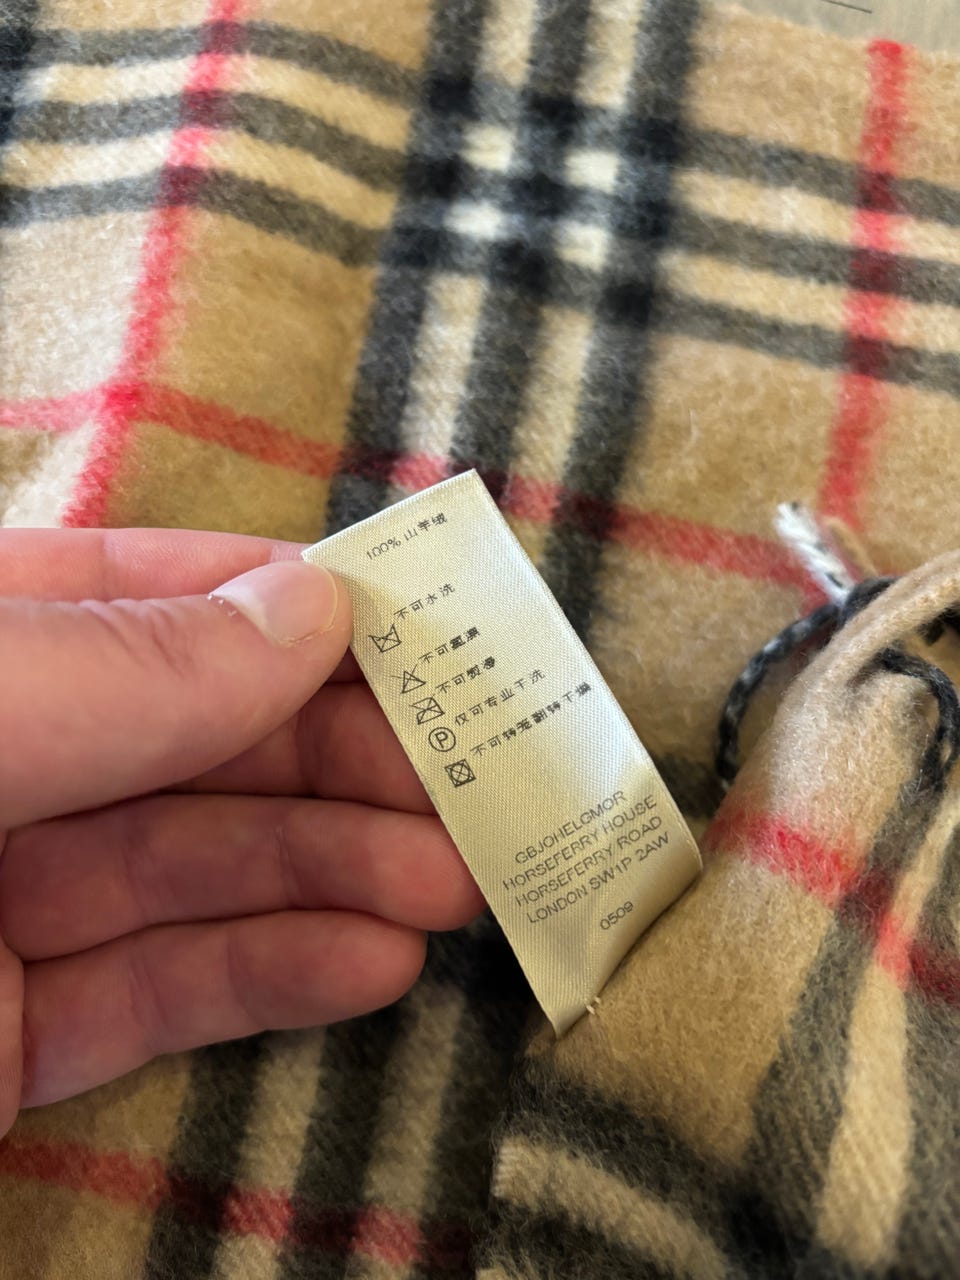 100% 山羊绒
不可水洗
不可氯漂
不可熨烫
P 仅可专业干洗
不可转笼翻转干燥
GBJOHELGMOR
HORSEFERRY HOUSE
HORSEFERRY ROAD
LONDON SW1P 2AW
0509